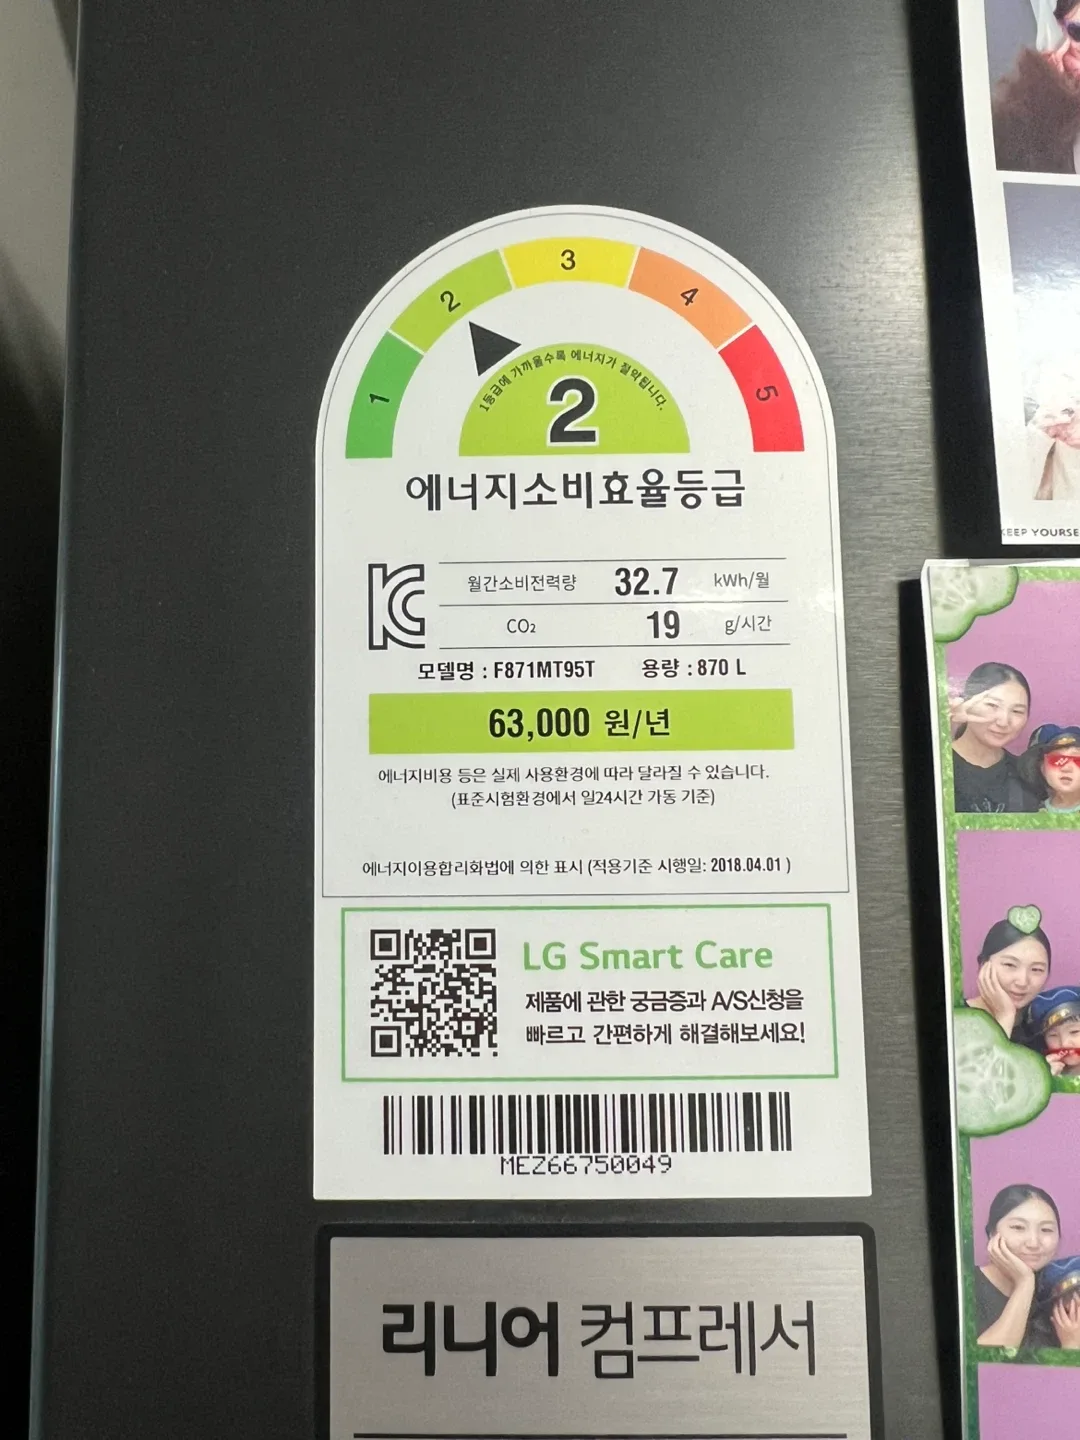 1
2
3
4
5
1등급에 가까울수록 에너지가 절약됩니다.
2
에너지소비효율등급
월간소비전력량 32.7 kWh/월
CO₂ 19 g/시간
모델명 : F871MT95T 용량 : 870 L
63,000 원/년
에너지비용 등은 실제 사용환경에 따라 달라질 수 있습니다.
(표준시험환경에서 일24시간 가동 기준)
에너지이용합리화법에 의한 표시 (적용기준 시행일: 2018.04.01 )
LG Smart Care
제품에 관한 궁금증과 A/S신청을
빠르고 간편하게 해결해보세요!
MEZ66750049
리니어 컴프레서
KEEP YOURSE